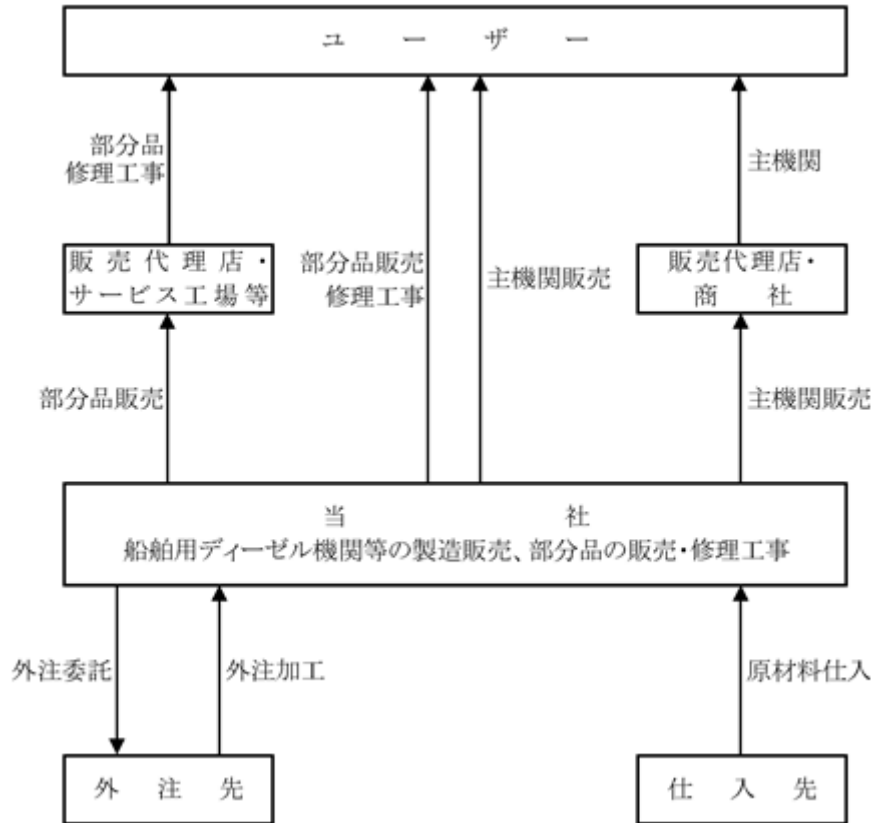 ユーザー
部分品
修理工事
主機関
販売代理店・
サービス工場等
部分品販売
修理工事
主機関販売
販売代理店・
商社
部分品販売
主機関販売
当社
船舶用ディーゼル機関等の製造販売、部分品の販売・修理工事
外注委託
外注加工
原材料仕入
外注先
仕入先